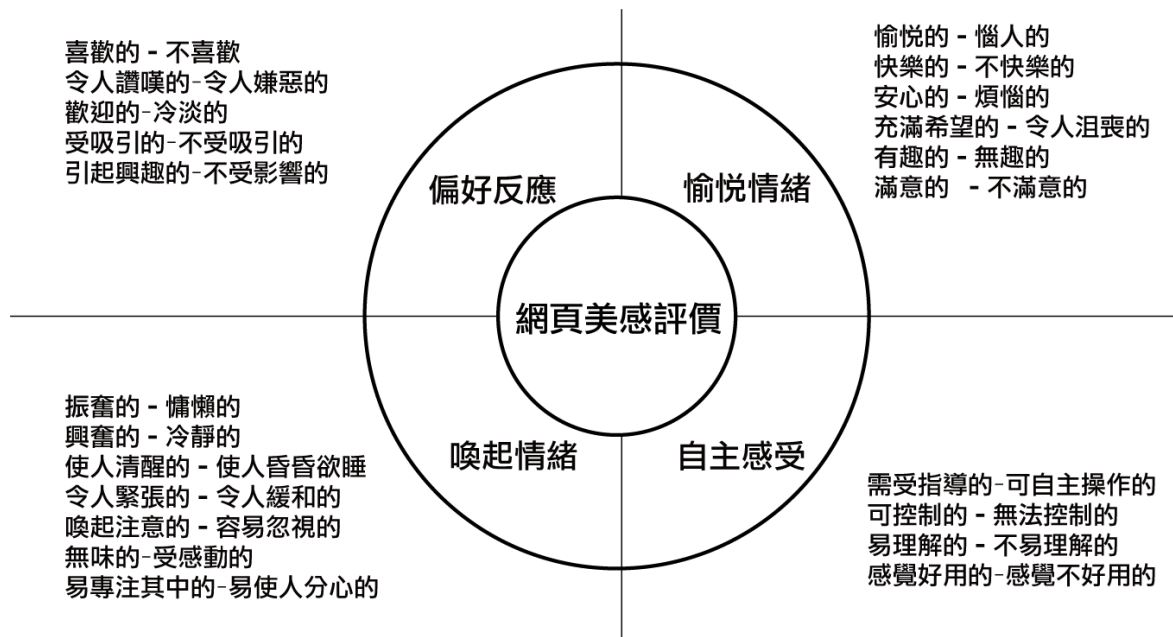 喜歡的 - 不喜歡
令人讚嘆的-令人嫌惡的
歡迎的-冷淡的
受吸引的-不受吸引的
引起興趣的-不受影響的
愉悦的 - 惱人的
快樂的 - 不快樂的
安心的 - 煩惱的
充滿希望的 - 令人沮喪的
有趣的 - 無趣的
滿意的 - 不滿意的
偏好反應
愉悦情緒
網頁美感評價
喚起情緒
自主感受
振奮的 - 慵懶的
興奮的 - 冷靜的
使人清醒的 - 使人昏昏欲睡
令人緊張的 - 令人緩和的
喚起注意的 - 容易忽視的
無味的-受感動的
易專注其中的-易使人分心的
需受指導的-可自主操作的
可控制的 - 無法控制的
易理解的 - 不易理解的
感覺好用的-感覺不好用的